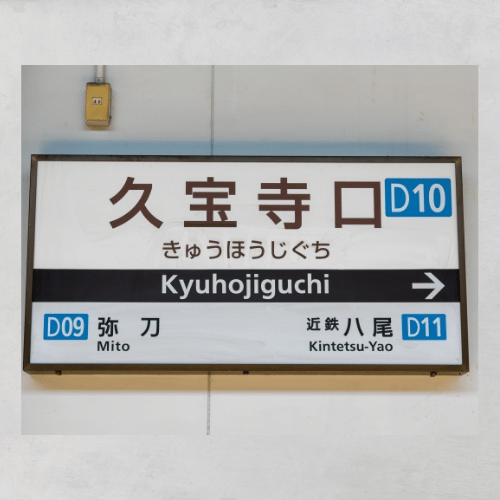 久宝寺口 D10
きゅうほうじぐち
Kyuhojiguchi →
D09 弥刀 近鉄八尾 D11
Mito Kintetsu-Yao